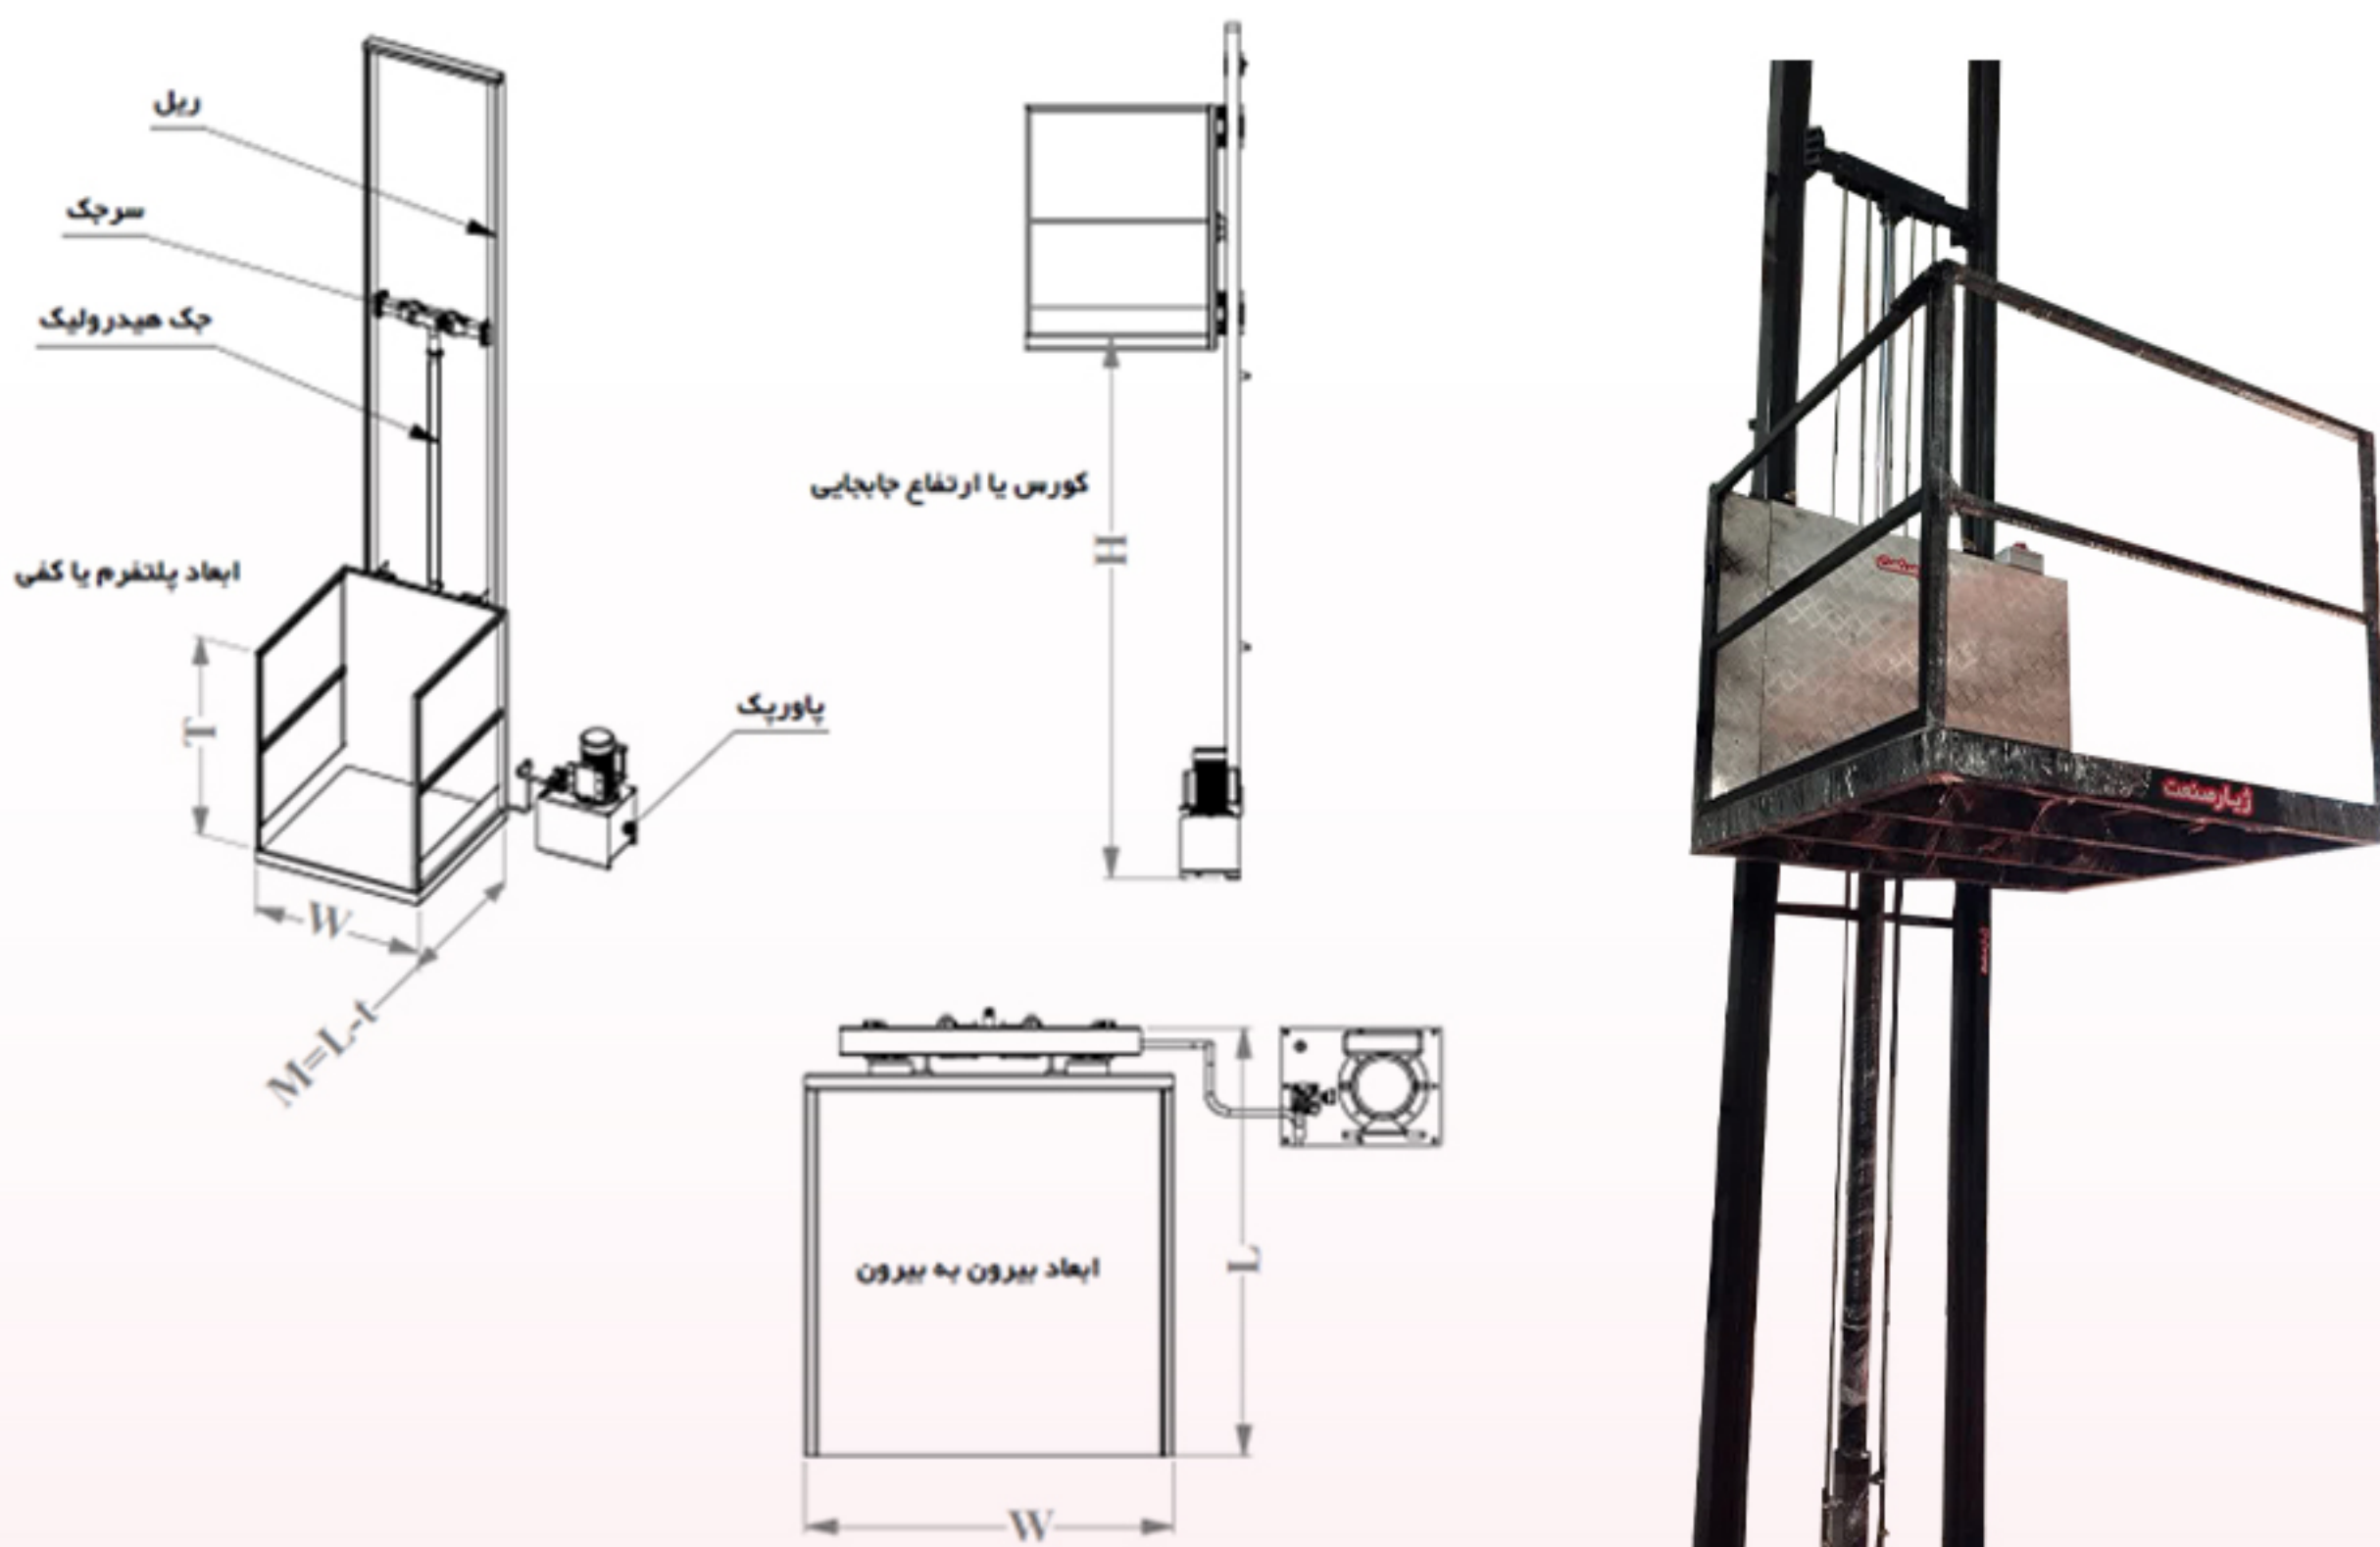 ریل
سرجک
جک هیدرولیک
ابعاد پلتفرم یا کفی
T
W
M=L-t
پاورپک
کورس یا ارتفاع جابجایی
H
ابعاد بیرون به بیرون
L
W
ژیارصنعت